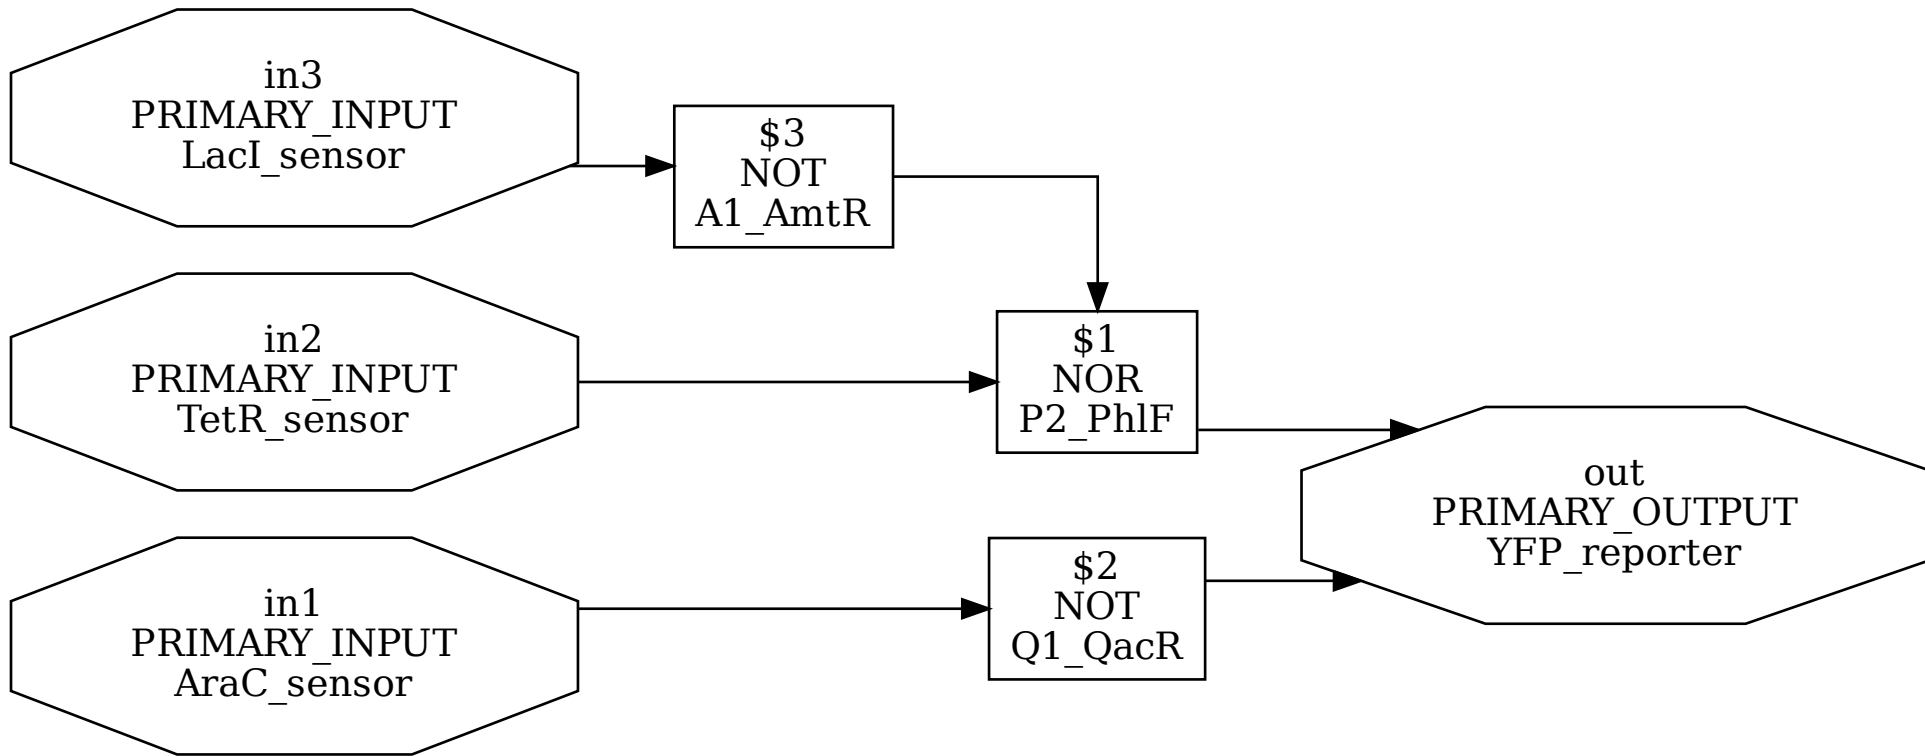 in3
PRIMARY_INPUT
LacI_sensor
$3
NOT
A1_AmtR
in2
PRIMARY_INPUT
TetR_sensor
$1
NOR
P2_PhlF
out
PRIMARY_OUTPUT
YFP_reporter
in1
PRIMARY_INPUT
AraC_sensor
$2
NOT
Q1_QacR